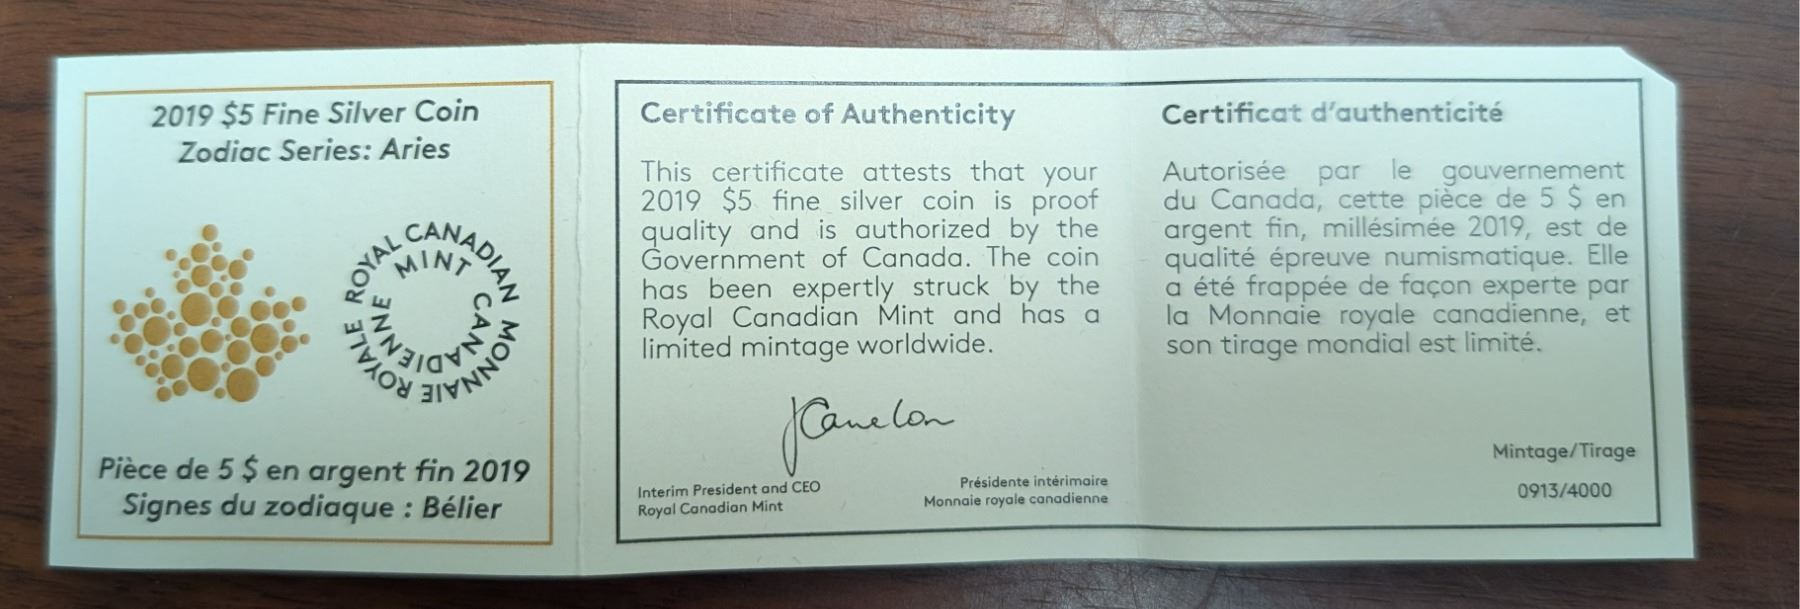 2019 $5 Fine Silver Coin
Zodiac Series: Aries
ROYAL CANADIAN MINT
MONNAIE ROYALE CANADIENNE
Pièce de 5 $ en argent fin 2019
Signes du zodiaque : Bélier
Certificate of Authenticity
This certificate attests that your
2019 $5 fine silver coin is proof
quality and is authorized by the
Government of Canada. The coin
has been expertly struck by the
Royal Canadian Mint and has a
limited mintage worldwide.
JCamelon
Interim President and CEO
Royal Canadian Mint
Présidente intérimaire
Monnaie royale canadienne
Certificat d'authenticité
Autorisée par le gouvernement
du Canada, cette pièce de 5 $ en
argent fin, millésimée 2019, est de
qualité épreuve numismatique. Elle
a été frappée de façon experte par
la Monnaie royale canadienne, et
son tirage mondial est limité.
Mintage/Tirage
0913/4000